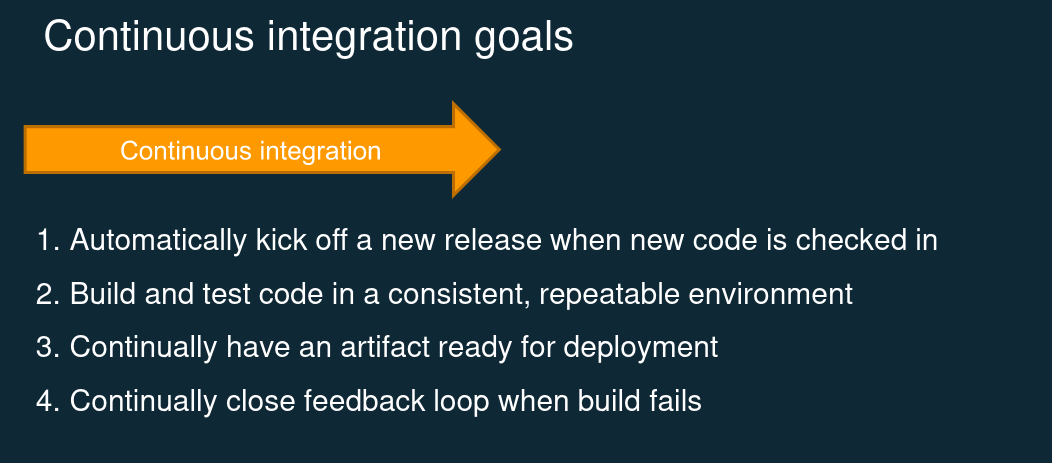 Continuous integration goals
Continuous integration
1. Automatically kick off a new release when new code is checked in
2. Build and test code in a consistent, repeatable environment
3. Continually have an artifact ready for deployment
4. Continually close feedback loop when build fails